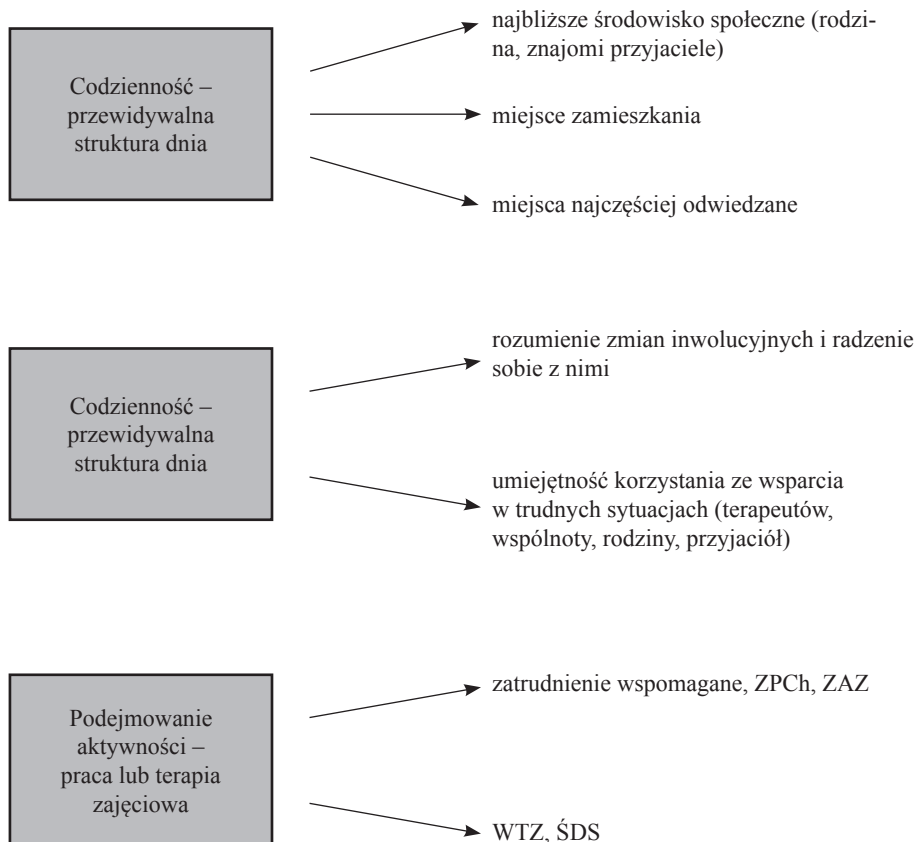 Codzienność –
przewidywalna
struktura dnia
najbliższe środowisko społeczne (rodzi-
na, znajomi przyjaciele)
miejsce zamieszkania
miejsca najczęściej odwiedzane
Codzienność –
przewidywalna
struktura dnia
rozumienie zmian inwolucyjnych i radzenie
sobie z nimi
umiejętność korzystania ze wsparcia
w trudnych sytuacjach (terapeutów,
wspólnoty, rodziny, przyjaciół)
Podejmowanie
aktywności –
praca lub terapia
zajęciowa
zatrudnienie wspomagane, ZPCh, ZAZ
WTZ, ŚDS